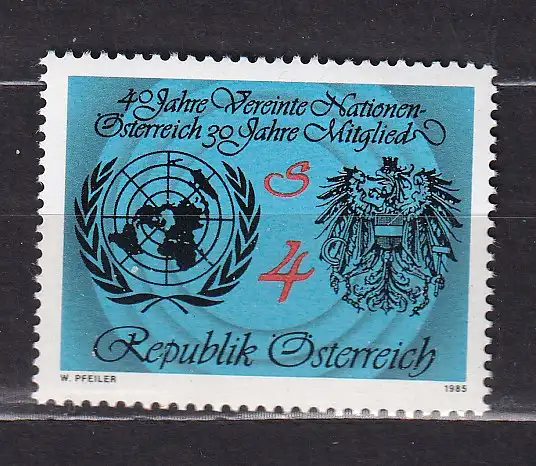 40 Jahre Vereinte Nationen-
Österreich 30 Jahre Mitglied
S
4
Republik Österreich
W. PFEILER
1985